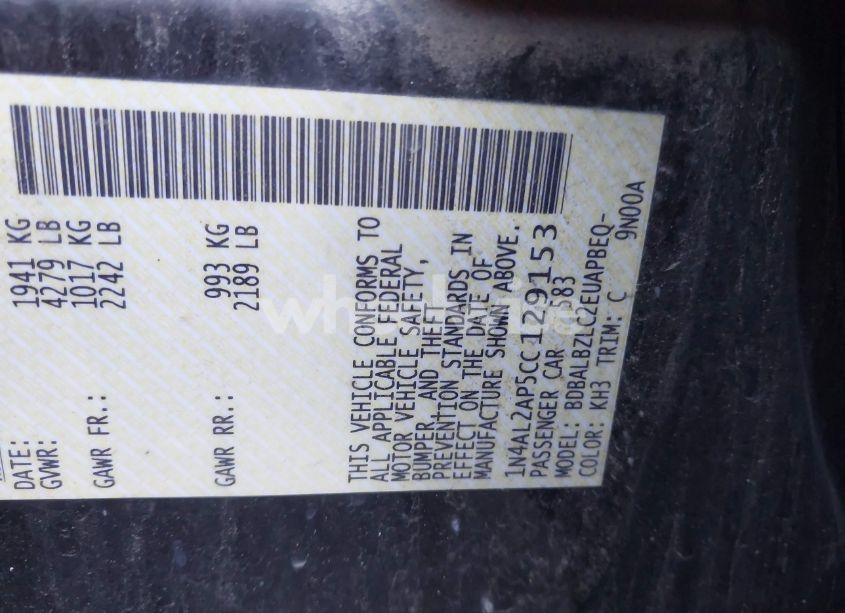 DATE:
GVWR: 1941 KG
4279 LB
GAWR FR.: 1017 KG
2242 LB
GAWR RR.: 993 KG
2189 LB
THIS VEHICLE CONFORMS TO
ALL APPLICABLE FEDERAL
MOTOR VEHICLE SAFETY,
BUMPER, AND THEFT
PREVENTION STANDARDS IN
EFFECT ON THE DATE OF
MANUFACTURE SHOWN ABOVE.
1N4AL2AP5CC129153
PASSENGER CAR 1583
MODEL: BDBALBZLC2EUAPBEQ-
COLOR: KH3 TRIM: C 9N00A